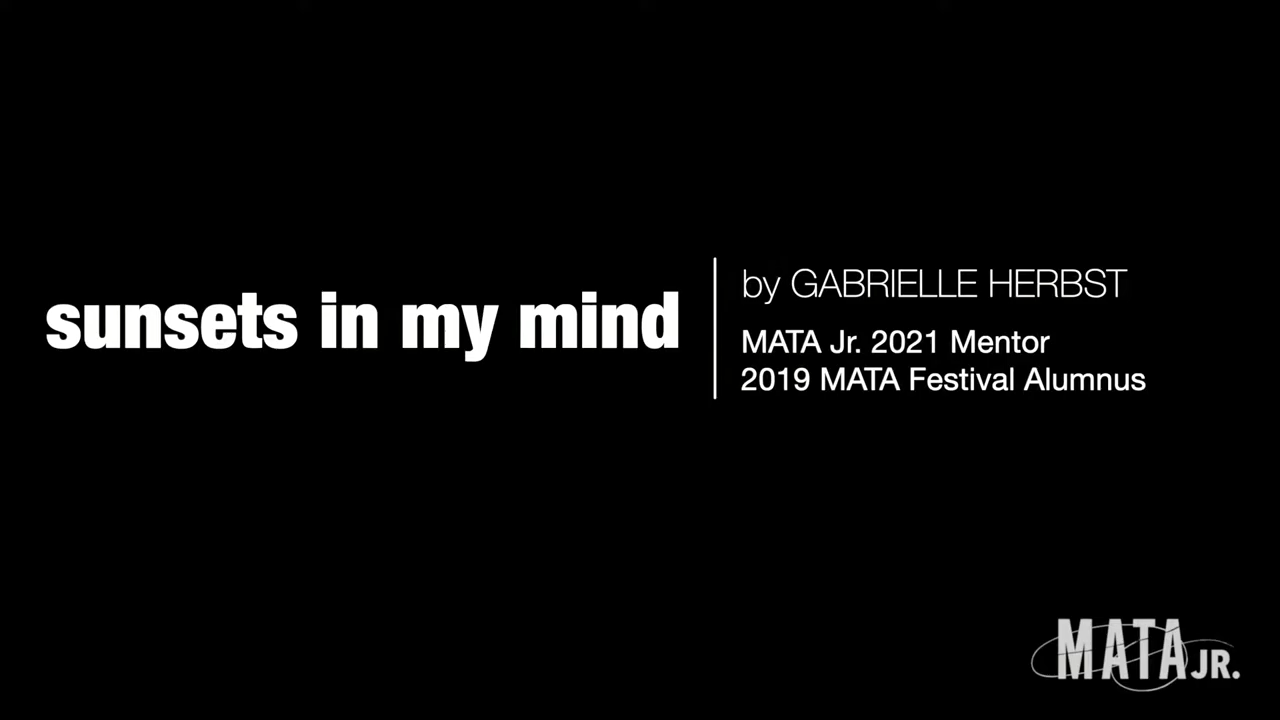 sunsets in my mind
by GABRIELLE HERBST
MATA Jr. 2021 Mentor
2019 MATA Festival Alumnus
MATA JR.